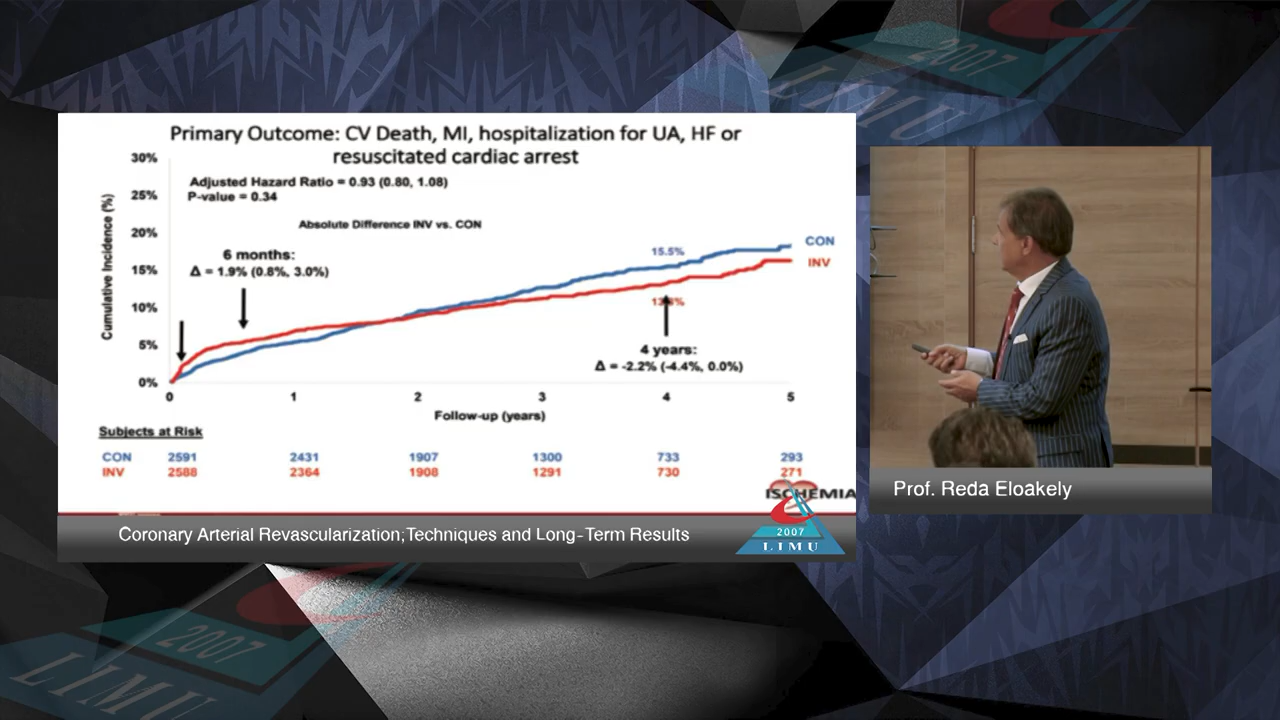 Primary Outcome: CV Death, MI, hospitalization for UA, HF or
resuscitated cardiac arrest
30%
25%
20%
15%
10%
5%
0%
Cumulative Incidence (%)
Adjusted Hazard Ratio = 0.93 (0.80, 1.08)
P-value = 0.34
Absolute Difference INV vs. CON
6 months:
Δ = 1.9% (0.8%, 3.0%)
15.5%
CON
INV
4 years:
Δ = -2.2% (-4.4%, 0.0%)
0 1 2 3 4 5
Follow-up (years)
Subjects at Risk
CON 2591 2431 1907 1300 733 293
INV 2588 2364 1908 1291 730 271
ISCHEMIA
Coronary Arterial Revascularization;Techniques and Long-Term Results
2007
LIMU
Prof. Reda Eloakely
2007
LIMU
2007
LIMU